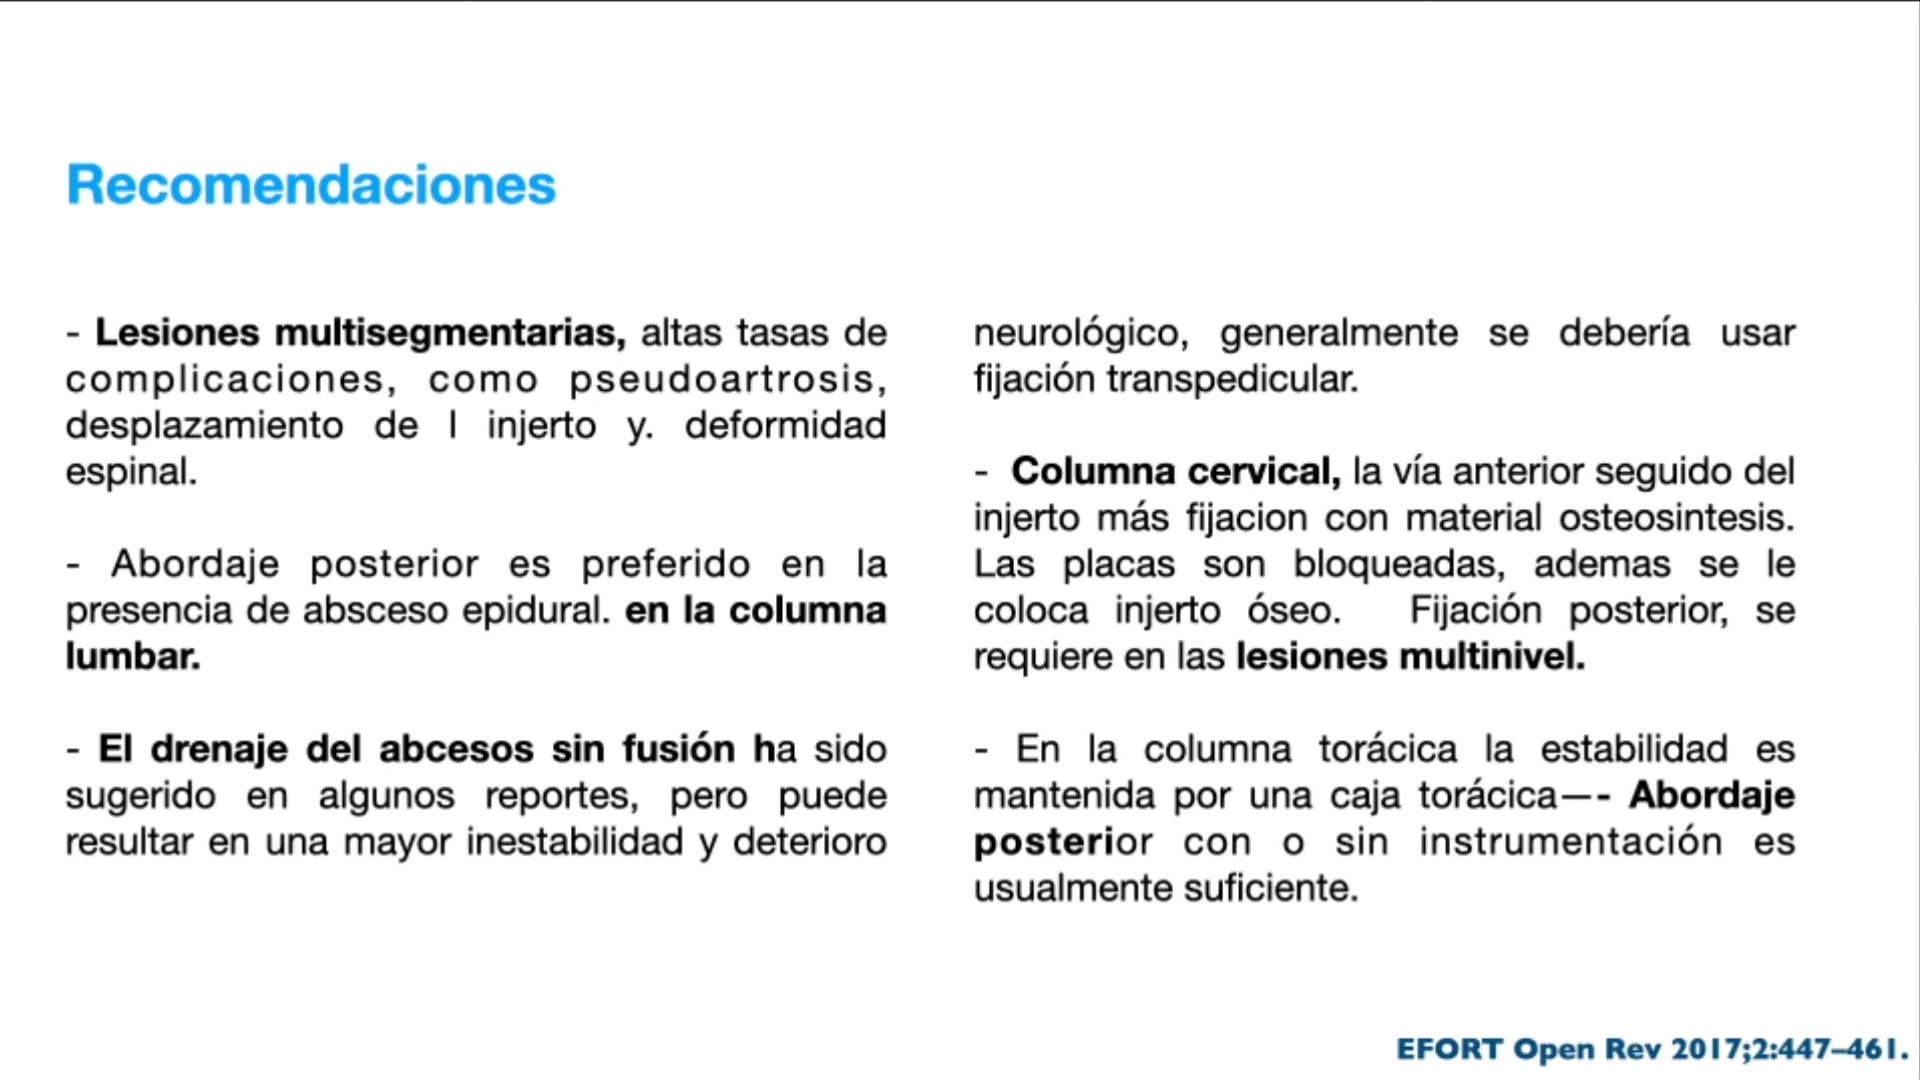 Recomendaciones
- Lesiones multisegmentarias, altas tasas de
complicaciones, como pseudoartrosis,
desplazamiento de l injerto y. deformidad
espinal.
- Abordaje posterior es preferido en la
presencia de absceso epidural. en la columna
lumbar.
- El drenaje del abcesos sin fusión ha sido
sugerido en algunos reportes, pero puede
resultar en una mayor inestabilidad y deterioro
neurológico, generalmente se debería usar
fijación transpedicular.
- Columna cervical, la vía anterior seguido del
injerto más fijacion con material osteosintesis.
Las placas son bloqueadas, ademas se le
coloca injerto óseo. Fijación posterior, se
requiere en las lesiones multinivel.
- En la columna torácica la estabilidad es
mantenida por una caja torácica—- Abordaje
posterior con o sin instrumentación es
usualmente suficiente.
EFORT Open Rev 2017;2:447–461.